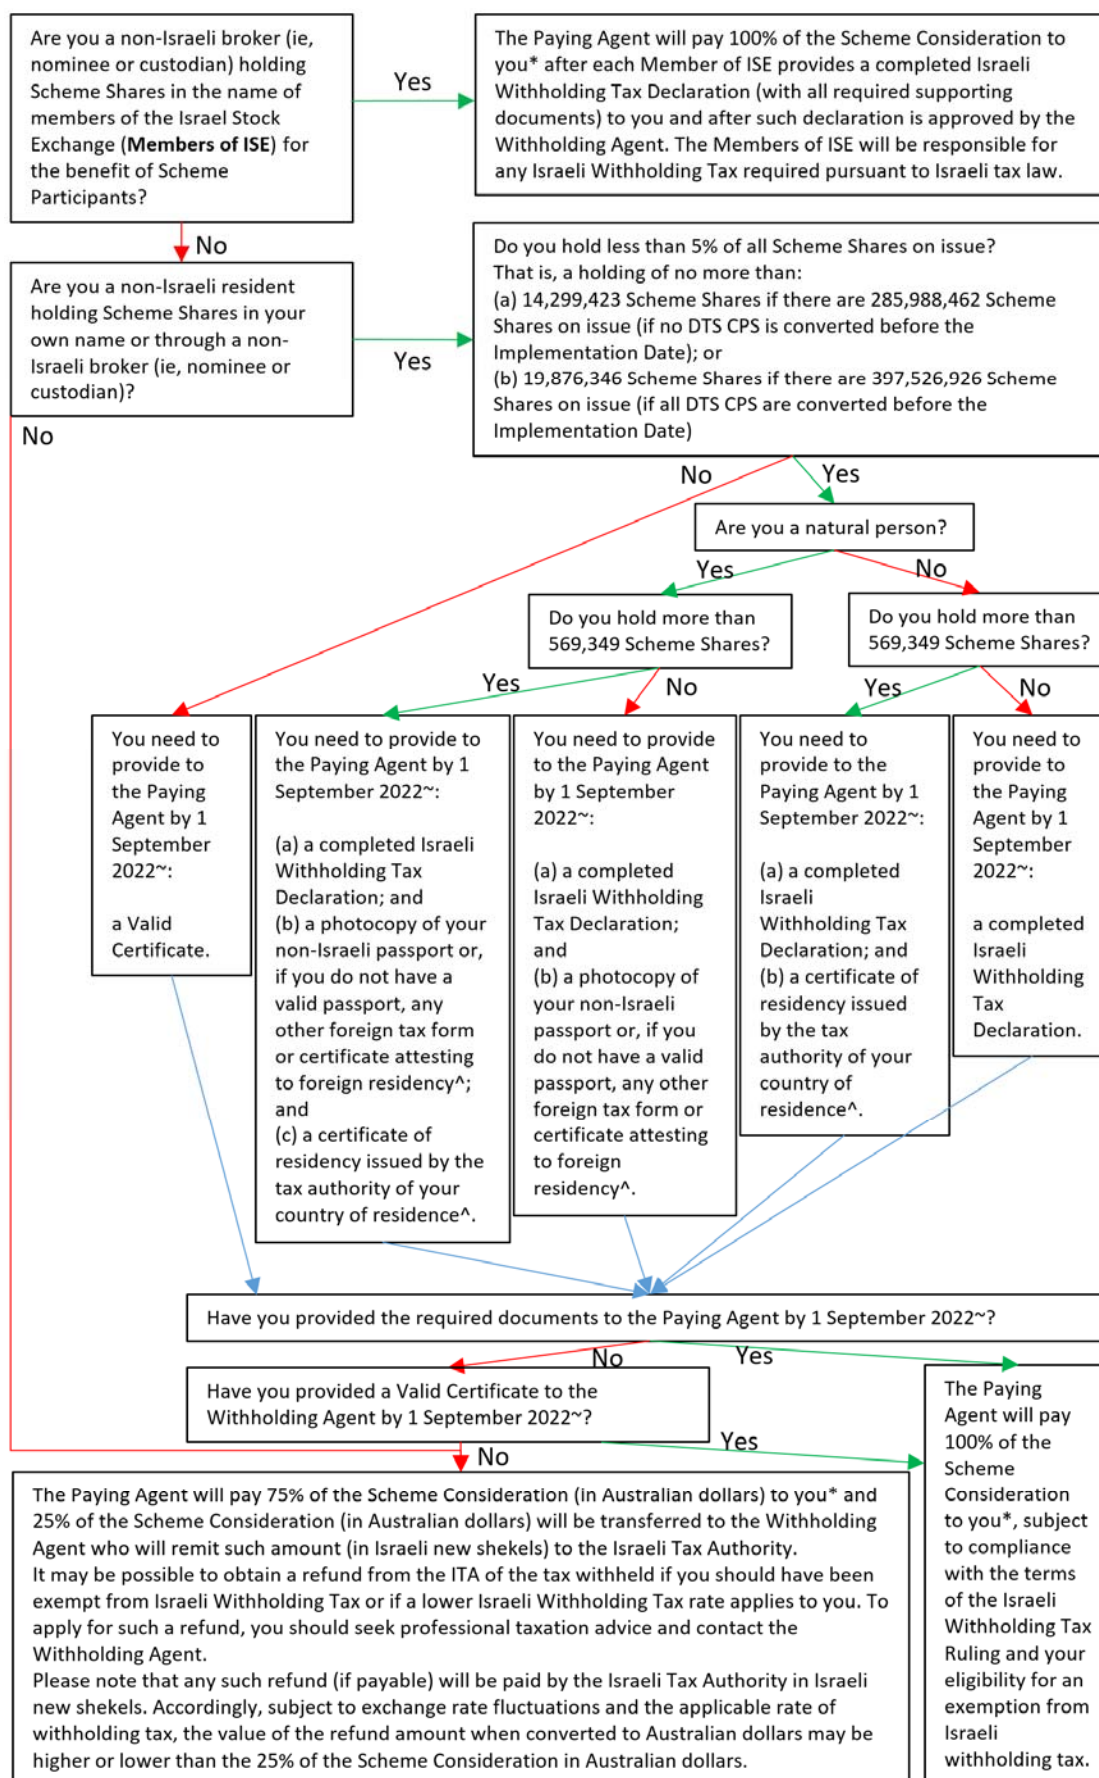 Are you a non-Israeli broker (ie,
nominee or custodian) holding
Scheme Shares in the name of
members of the Israel Stock
Exchange (Members of ISE) for
the benefit of Scheme
Participants?
Yes
The Paying Agent will pay 100% of the Scheme Consideration to
you* after each Member of ISE provides a completed Israeli
Withholding Tax Declaration (with all required supporting
documents) to you and after such declaration is approved by the
Withholding Agent. The Members of ISE will be responsible for
any Israeli Withholding Tax required pursuant to Israeli tax law.
No
Are you a non-Israeli resident
holding Scheme Shares in your
own name or through a non-
Israeli broker (ie, nominee or
custodian)?
Yes
No
Do you hold less than 5% of all Scheme Shares on issue?
That is, a holding of no more than:
(a) 14,299,423 Scheme Shares if there are 285,988,462 Scheme
Shares on issue (if no DTS CPS is converted before the
Implementation Date); or
(b) 19,876,346 Scheme Shares if there are 397,526,926 Scheme
Shares on issue (if all DTS CPS are converted before the
Implementation Date)
No
Yes
Are you a natural person?
Yes
No
Do you hold more than
569,349 Scheme Shares?
Do you hold more than
569,349 Scheme Shares?
Yes
No
Yes
No
You need to
provide to
the Paying
Agent by 1
September
2022~:
a Valid
Certificate.
You need to provide to
the Paying Agent by 1
September 2022~:
(a) a completed Israeli
Withholding Tax
Declaration; and
(b) a photocopy of your
non-Israeli passport or,
if you do not have a
valid passport, any
other foreign tax form
or certificate attesting
to foreign residency^;
and
(c) a certificate of
residency issued by the
tax authority of your
country of residence^.
You need to provide
to the Paying Agent
by 1 September
2022~:
(a) a completed
Israeli Withholding
Tax Declaration;
and
(b) a photocopy of
your non-Israeli
passport or, if you
do not have a valid
passport, any other
foreign tax form or
certificate attesting
to foreign
residency^.
You need to
provide to the
Paying Agent by 1
September 2022~:
(a) a completed
Israeli
Withholding Tax
Declaration; and
(b) a certificate of
residency issued
by the tax
authority of your
country of
residence^.
You need to
provide to
the Paying
Agent by 1
September
2022~:
a completed
Israeli
Withholding
Tax
Declaration.
Have you provided the required documents to the Paying Agent by 1 September 2022~?
No
Yes
Have you provided a Valid Certificate to the
Withholding Agent by 1 September 2022~?
Yes
No
The Paying
Agent will pay
100% of the
Scheme
Consideration
to you*, subject
to compliance
with the terms
of the Israeli
Withholding Tax
Ruling and your
eligibility for an
exemption from
Israeli
withholding tax.
The Paying Agent will pay 75% of the Scheme Consideration (in Australian dollars) to you* and
25% of the Scheme Consideration (in Australian dollars) will be transferred to the Withholding
Agent who will remit such amount (in Israeli new shekels) to the Israeli Tax Authority.
It may be possible to obtain a refund from the ITA of the tax withheld if you should have been
exempt from Israeli Withholding Tax or if a lower Israeli Withholding Tax rate applies to you. To
apply for such a refund, you should seek professional taxation advice and contact the
Withholding Agent.
Please note that any such refund (if payable) will be paid by the Israeli Tax Authority in Israeli
new shekels. Accordingly, subject to exchange rate fluctuations and the applicable rate of
withholding tax, the value of the refund amount when converted to Australian dollars may be
higher or lower than the 25% of the Scheme Consideration in Australian dollars.